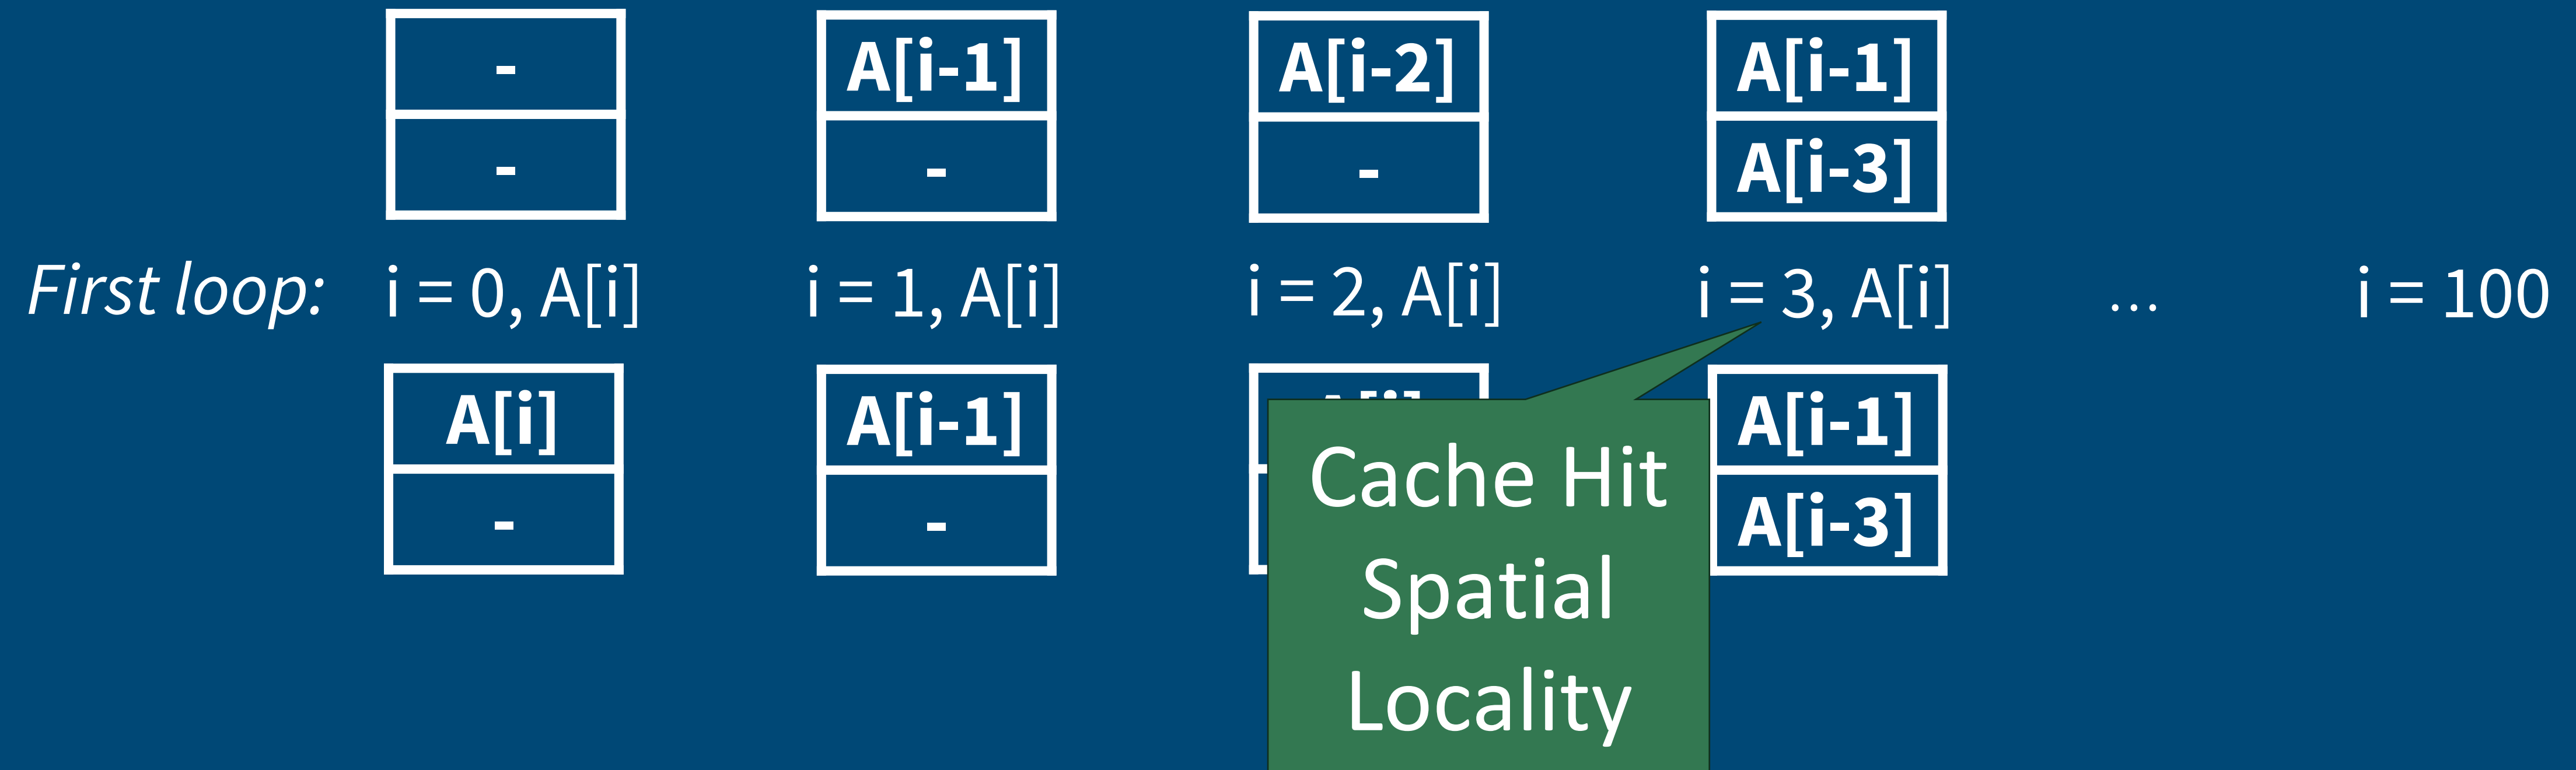 -
A[i-1]
A[i-2]
A[i-1]
-
-
-
A[i-3]
First loop: i = 0, A[i] i = 1, A[i] i = 2, A[i] i = 3, A[i] ... i = 100
A[i]
A[i-1]
A[i-1]
-
-
A[i-3]
Cache Hit
Spatial
Locality